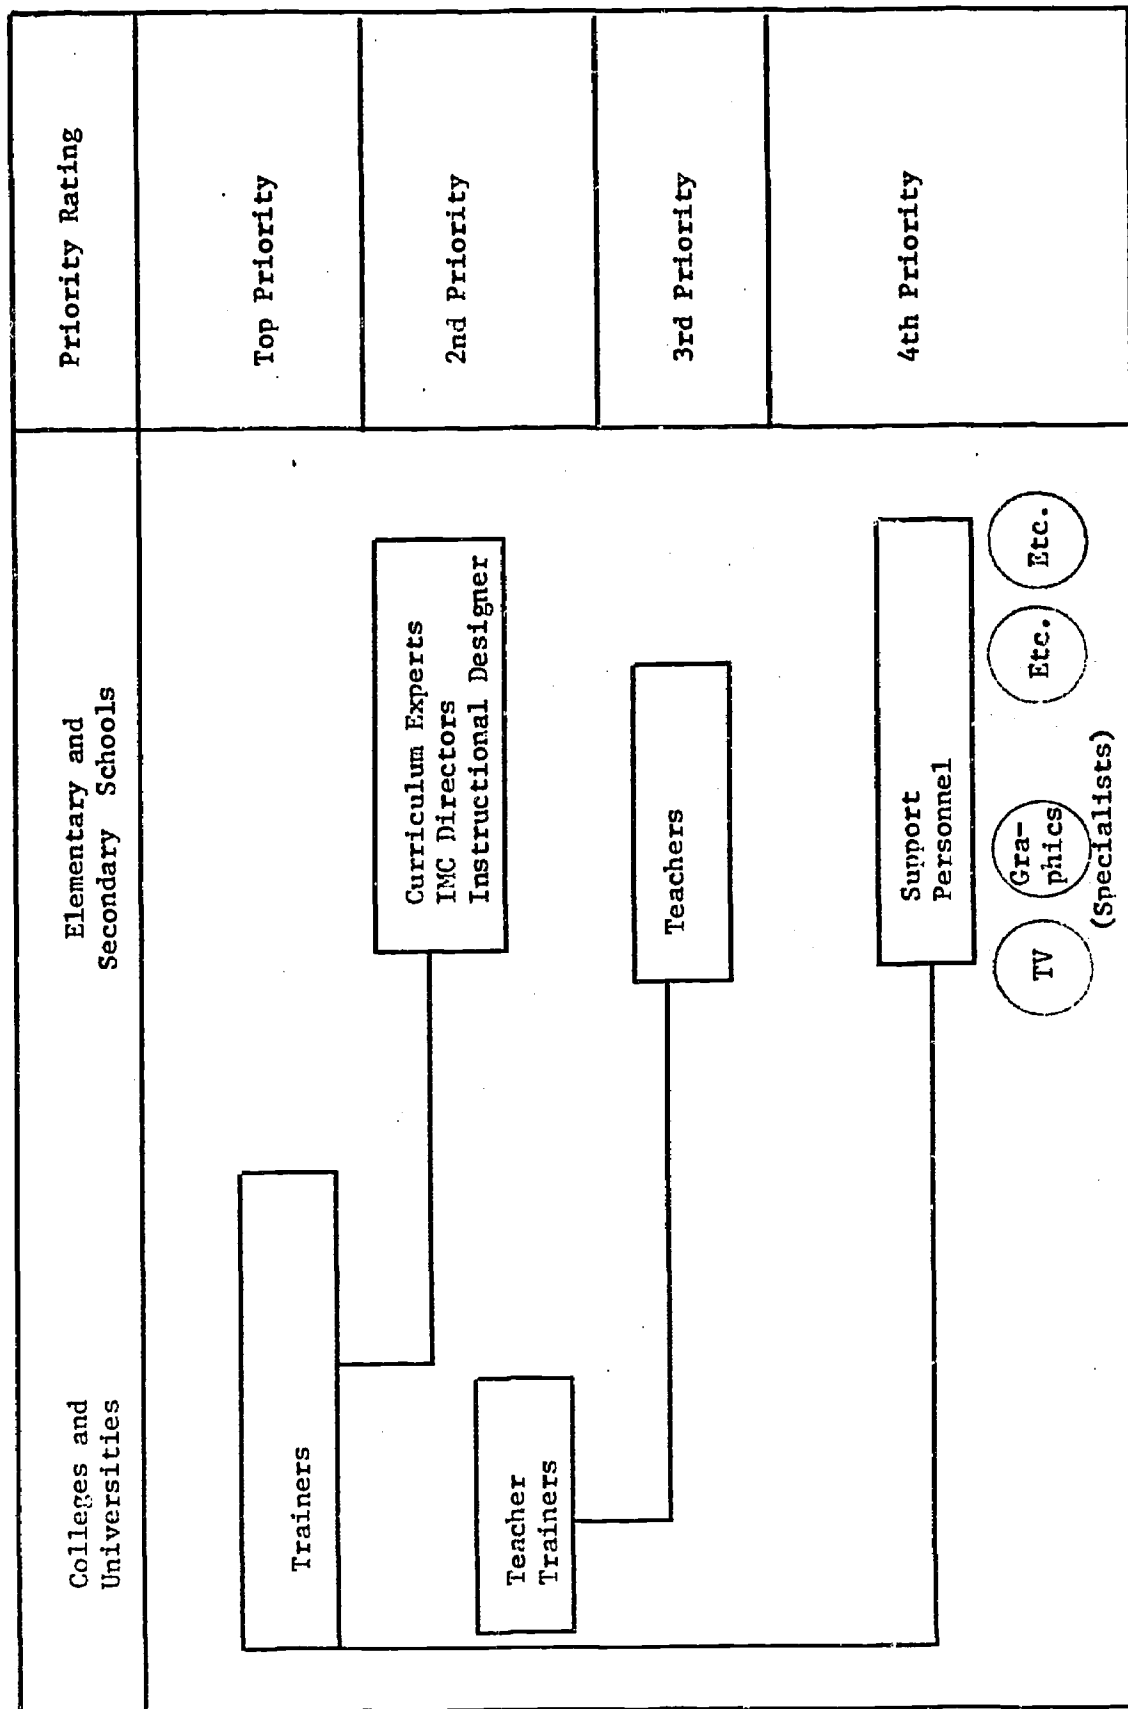 Colleges and
Universities
Elementary and
Secondary Schools
Priority Rating
Trainers
Top Priority
Curriculum Experts
IMC Directors
Instructional Designer
2nd Priority
Teacher
Trainers
Teachers
3rd Priority
Support
Personnel
4th Priority
TV
Gra-
phics
Etc.
Etc.
(Specialists)